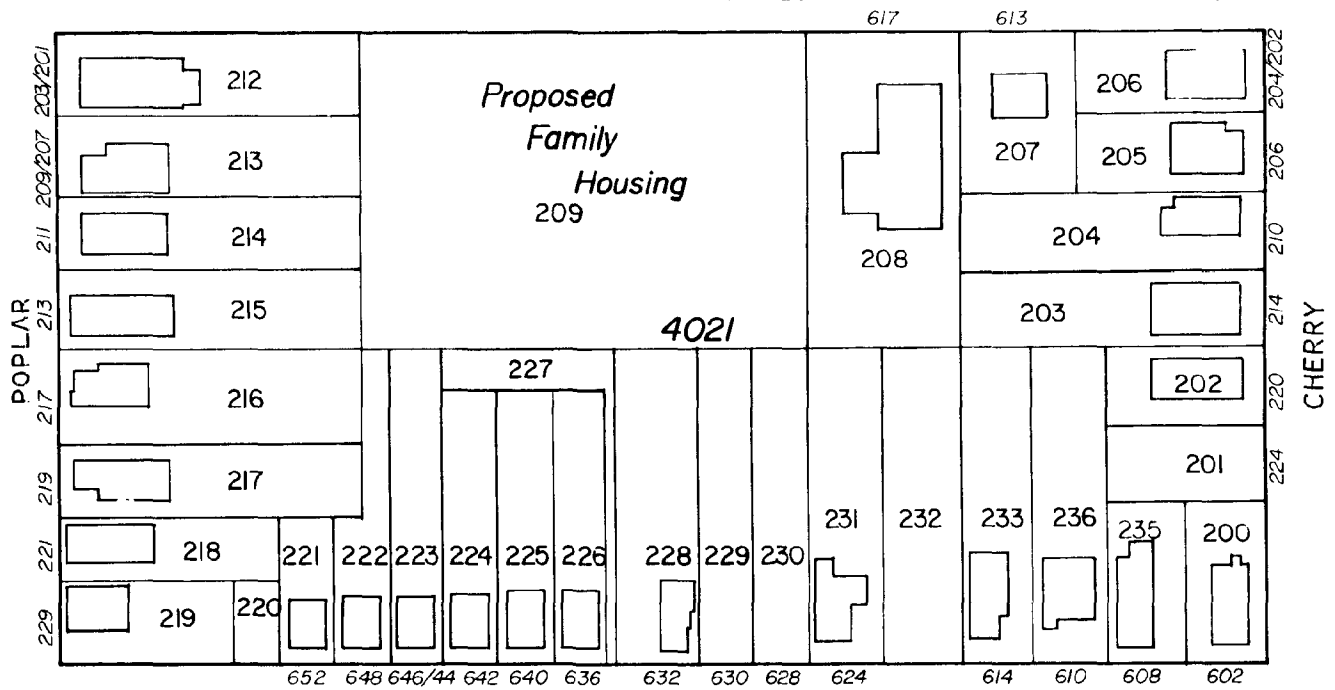 617 613
203/201 212 Proposed 206 204/202
Family
209/207 213 Housing 207 205 206
209
211 214 208 204 210
POPLAR 213 215 4021 203 214 CHERRY
217 216 227 202 220
219 217 201 224
221 218 221 222 223 224 225 226 228 229 230 231 232 233 236 235 200
229 219 220
652 648 646/44 642 640 636 632 630 628 624 614 610 608 602